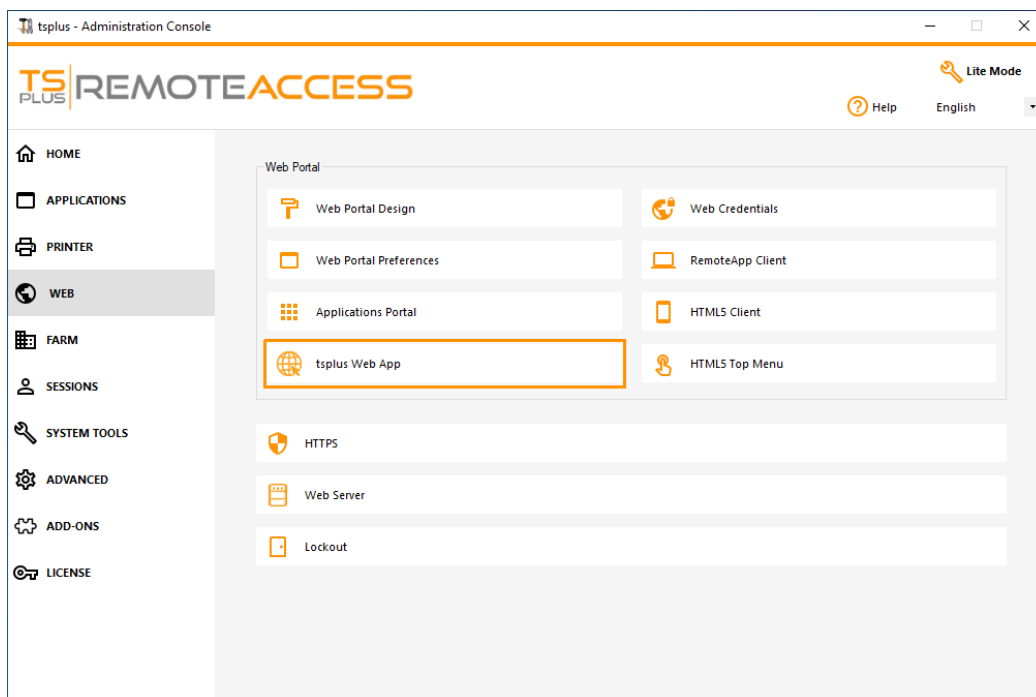 tsplus - Administration Console
TS PLUS REMOTEACCESS
Lite Mode
Help
English
HOME
APPLICATIONS
PRINTER
WEB
FARM
SESSIONS
SYSTEM TOOLS
ADVANCED
ADD-ONS
LICENSE
Web Portal
Web Portal Design
Web Credentials
Web Portal Preferences
RemoteApp Client
Applications Portal
HTML5 Client
tsplus Web App
HTML5 Top Menu
HTTPS
Web Server
Lockout